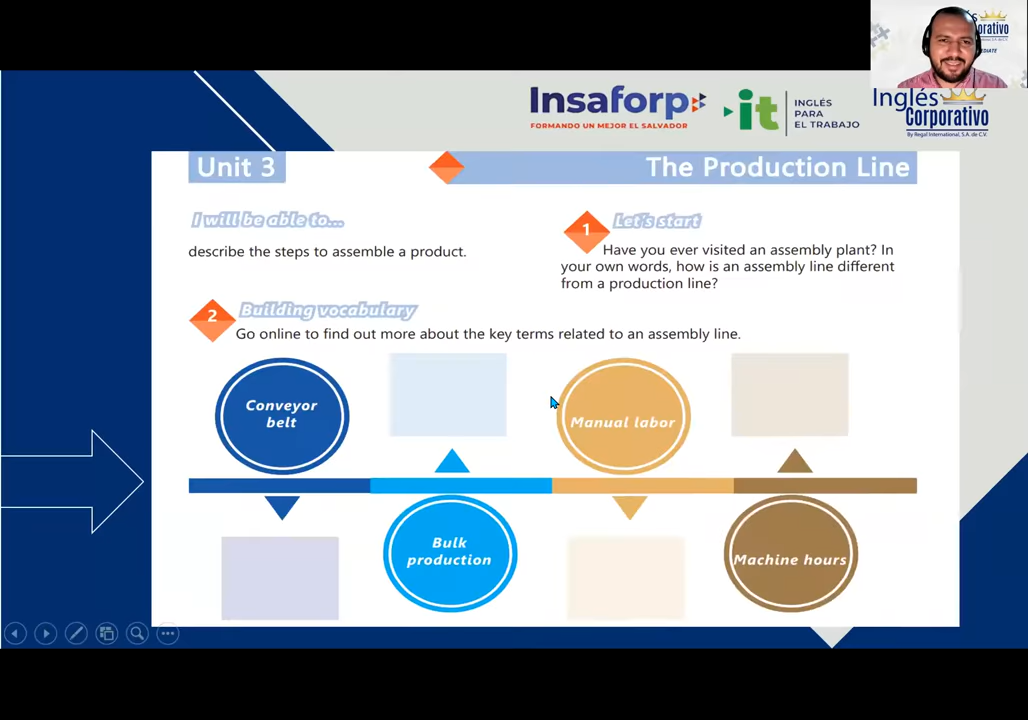 Insaforp
FORMANDO UN MEJOR EL SALVADOR
it
INGLÉS
PARA
EL TRABAJO
Inglés
Corporativo
By Regal International, S.A. de C.V.
Unit 3
The Production Line
I will be able to...
describe the steps to assemble a product.
1
Let's start
Have you ever visited an assembly plant? In
your own words, how is an assembly line different
from a production line?
2
Building vocabulary
Go online to find out more about the key terms related to an assembly line.
Conveyor
belt
Manual labor
Bulk
production
Machine hours